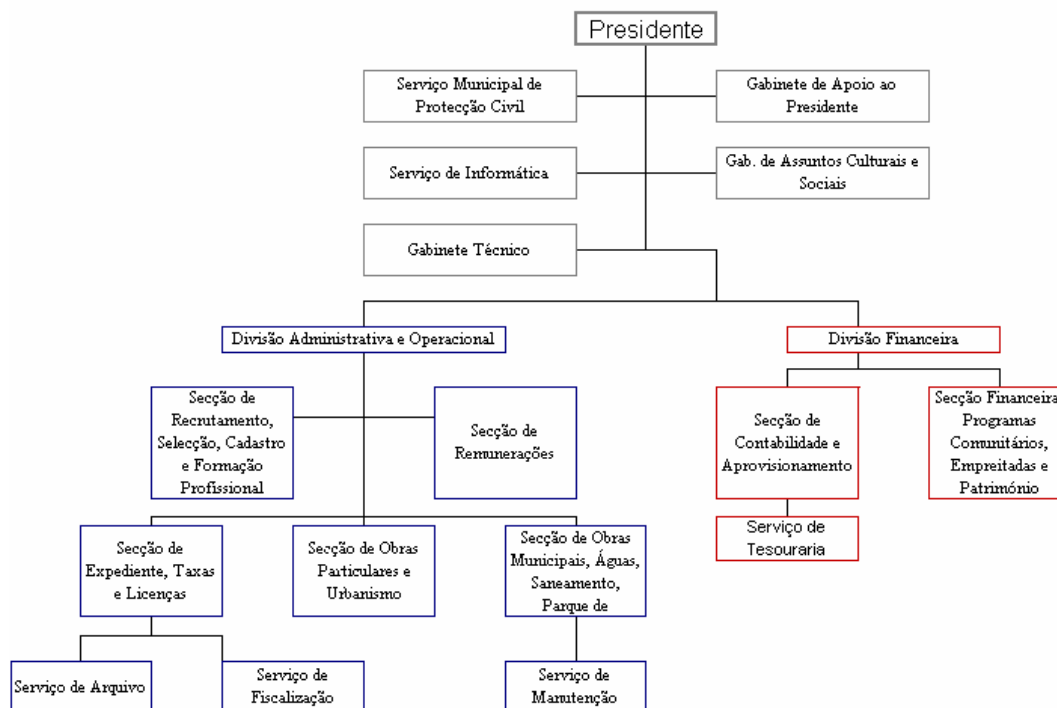 Presidente
Serviço Municipal de
Protecção Civil
Gabinete de Apoio ao
Presidente
Serviço de Informática
Gab. de Assuntos Culturais e
Sociais
Gabinete Técnico
Divisão Administrativa e Operacional
Divisão Financeira
Secção de
Recrutamento,
Selecção, Cadastro
e Formação
Profissional
Secção de
Remunerações
Secção de
Contabilidade e
Aprovisionamento
Secção Financeira
Programas
Comunitários,
Empreitadas e
Património
Serviço de
Tesouraria
Secção de
Expediente, Taxas
e Licenças
Secção de Obras
Particulares e
Urbanismo
Secção de Obras
Municipais, Águas,
Saneamento,
Parque de
Serviço de Arquivo
Serviço de
Fiscalização
Serviço de
Manutenção